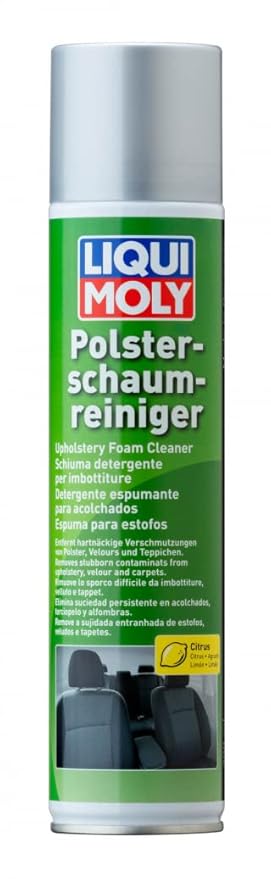 LIQUI
MOLY
Polster-
schaum-
reiniger
Upholstery Foam Cleaner
Schiuma detergente
per imbottiture
Detergente espumante
para acolchados
Espuma para estofos
Entfernt hartnäckige Verschmutzungen
von Polster, Velours und Teppichen.
Removes stubborn contaminats from
upholstery, velour and carpets.
Rimuove lo sporco difficile da imbottiture,
velluto e tappet.
Elimina suciedad persistente en acolchados,
terciopelo y alfombras.
Remove a sujidade entranhada de estofos,
veludos e tapetes.
Citrus
Citrus •
Limón •